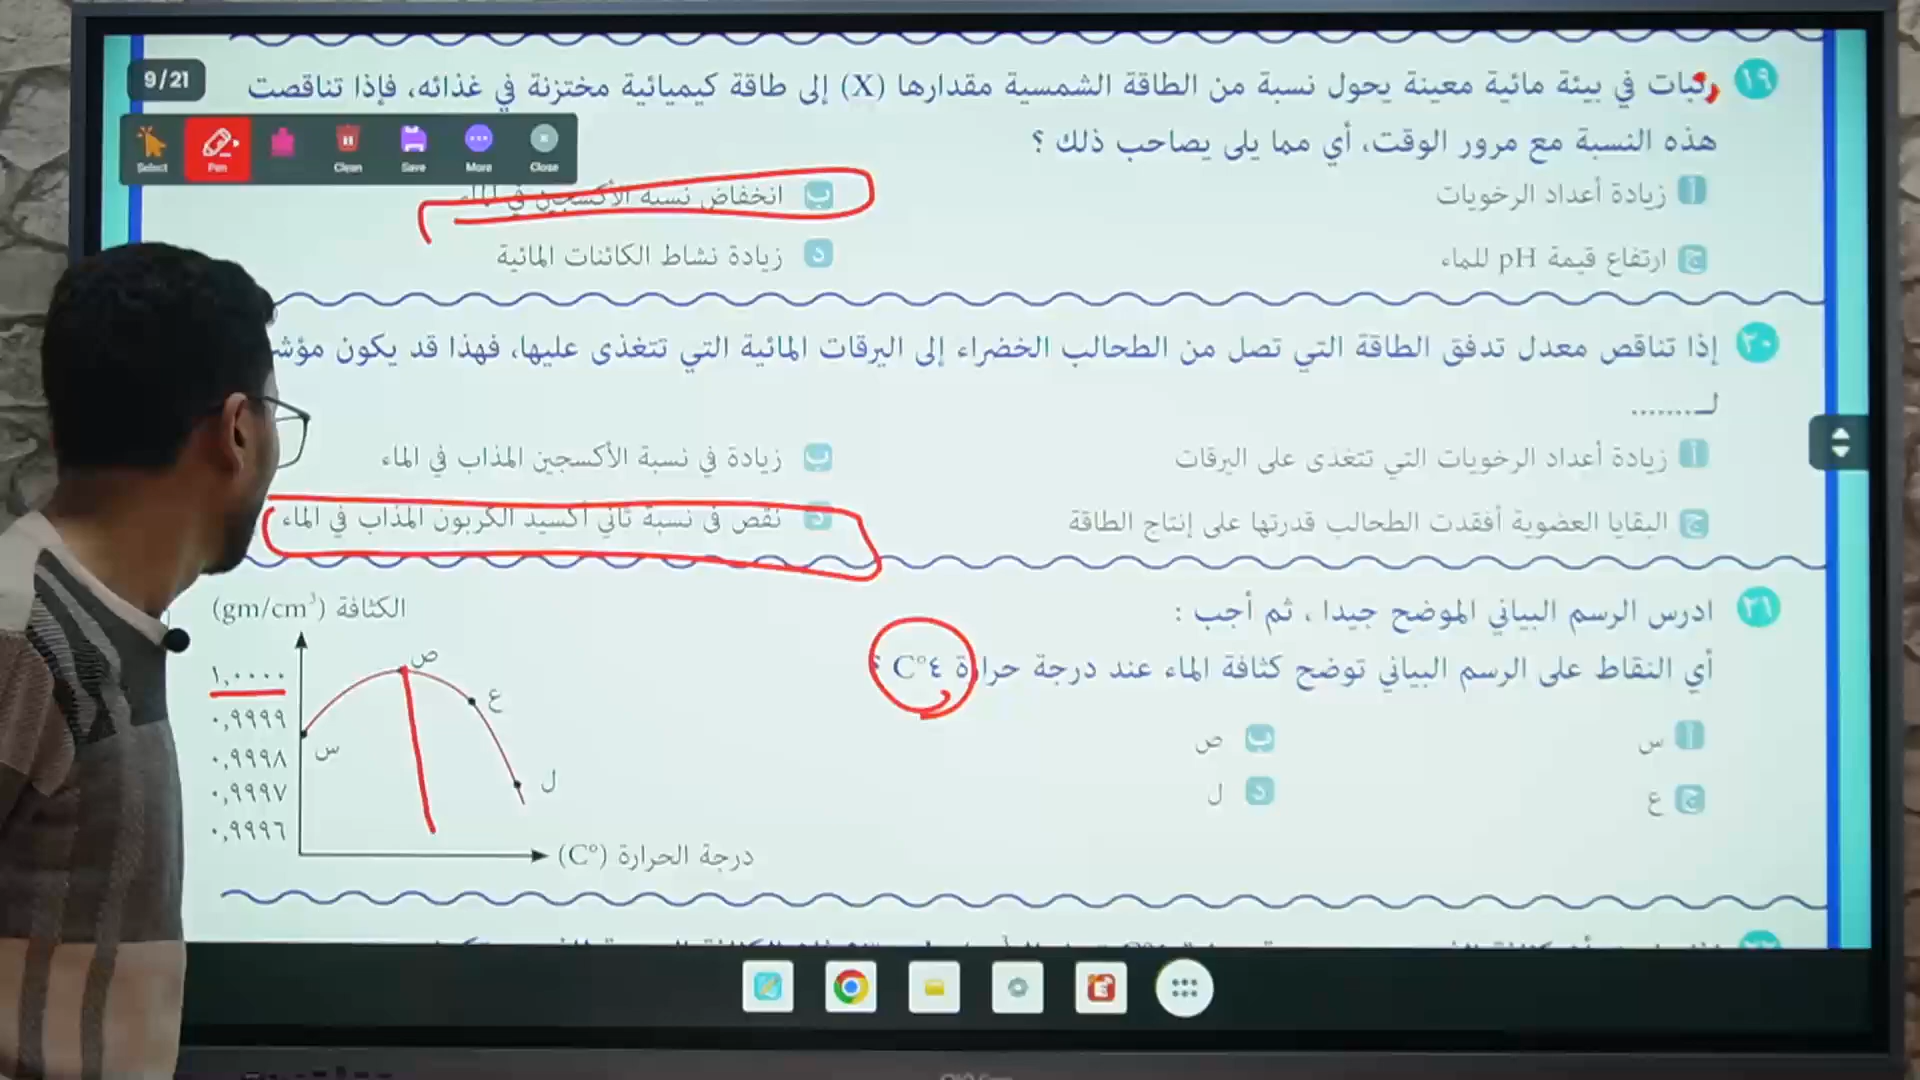 9/21
Select
Pen
Clean
Save
More
Close
١٩ نبات في بيئة مائية معينة يحول نسبة من الطاقة الشمسية مقدارها (X) إلى طاقة كيميائية مختزنة في غذائه، فإذا تناقصت
هذه النسبة مع مرور الوقت، أي مما يلى يصاحب ذلك ؟
أ زيادة أعداد الرخويات
ب انخفاض نسبة الأكسجين في الماء
ج ارتفاع قيمة pH للماء
د زيادة نشاط الكائنات المائية
٢٠ إذا تناقص معدل تدفق الطاقة التي تصل من الطحالب الخضراء إلى اليرقات المائية التي تتغذى عليها، فهذا قد يكون
لـ ........
أ زيادة أعداد الرخويات التي تتغذى على اليرقات
ب زيادة في نسبة الأكسجين المذاب في الماء
ج البقايا العضوية أفقدت الطحالب قدرتها على إنتاج الطاقة
د نقص في نسبة ثاني أكسيد الكربون المذاب في الماء
٢١ ادرس الرسم البياني الموضح جيدا ، ثم أجب :
أي النقاط على الرسم البياني توضح كثافة الماء عند درجة حرارة ٤°C ؟
أ س
ب ص
ج ع
د ل
الكثافة (gm/cm³)
١,٠٠٠٠
٠,٩٩٩٩
٠,٩٩٩٨
٠,٩٩٩٧
٠,٩٩٩٦
س
ص
ع
ل
درجة الحرارة (C°)
٢٢